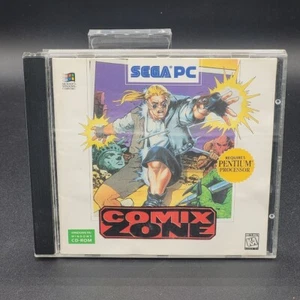 SEGA PC
REQUIRES
PENTIUM
PROCESSOR
COMIX
ZONE
CD-ROM